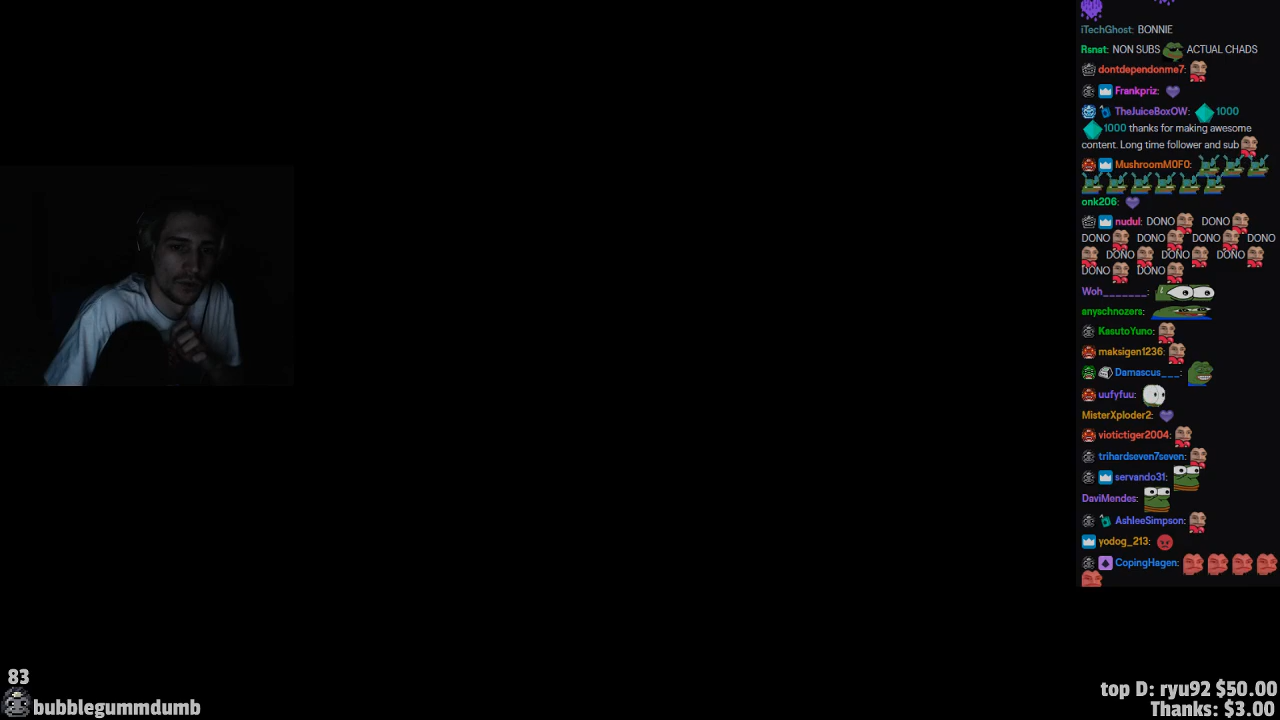 iTechGhost: BONNIE
Rsnat: NON SUBS ACTUAL CHADS
dontdependonme7:
Frankpriz:
TheJuiceBoxOW: 1000
1000 thanks for making awesome
content. Long time follower and sub
MushroomM0F0:
onk206:
nudul: DONO DONO
DONO DONO DONO DONO
DONO DONO DONO
DONO DONO
Woh_______:
anyschnozers:
KasutoYuno:
maksigen1236:
Damascus___:
uufyfuu:
MisterXploder2:
viotictiger2004:
trihardseven7seven:
servando31:
DaviMendes:
AshleeSimpson:
yodog_213:
CopingHagen:
83
bubblegummdumb
top D: ryu92 $50.00
Thanks: $3.00